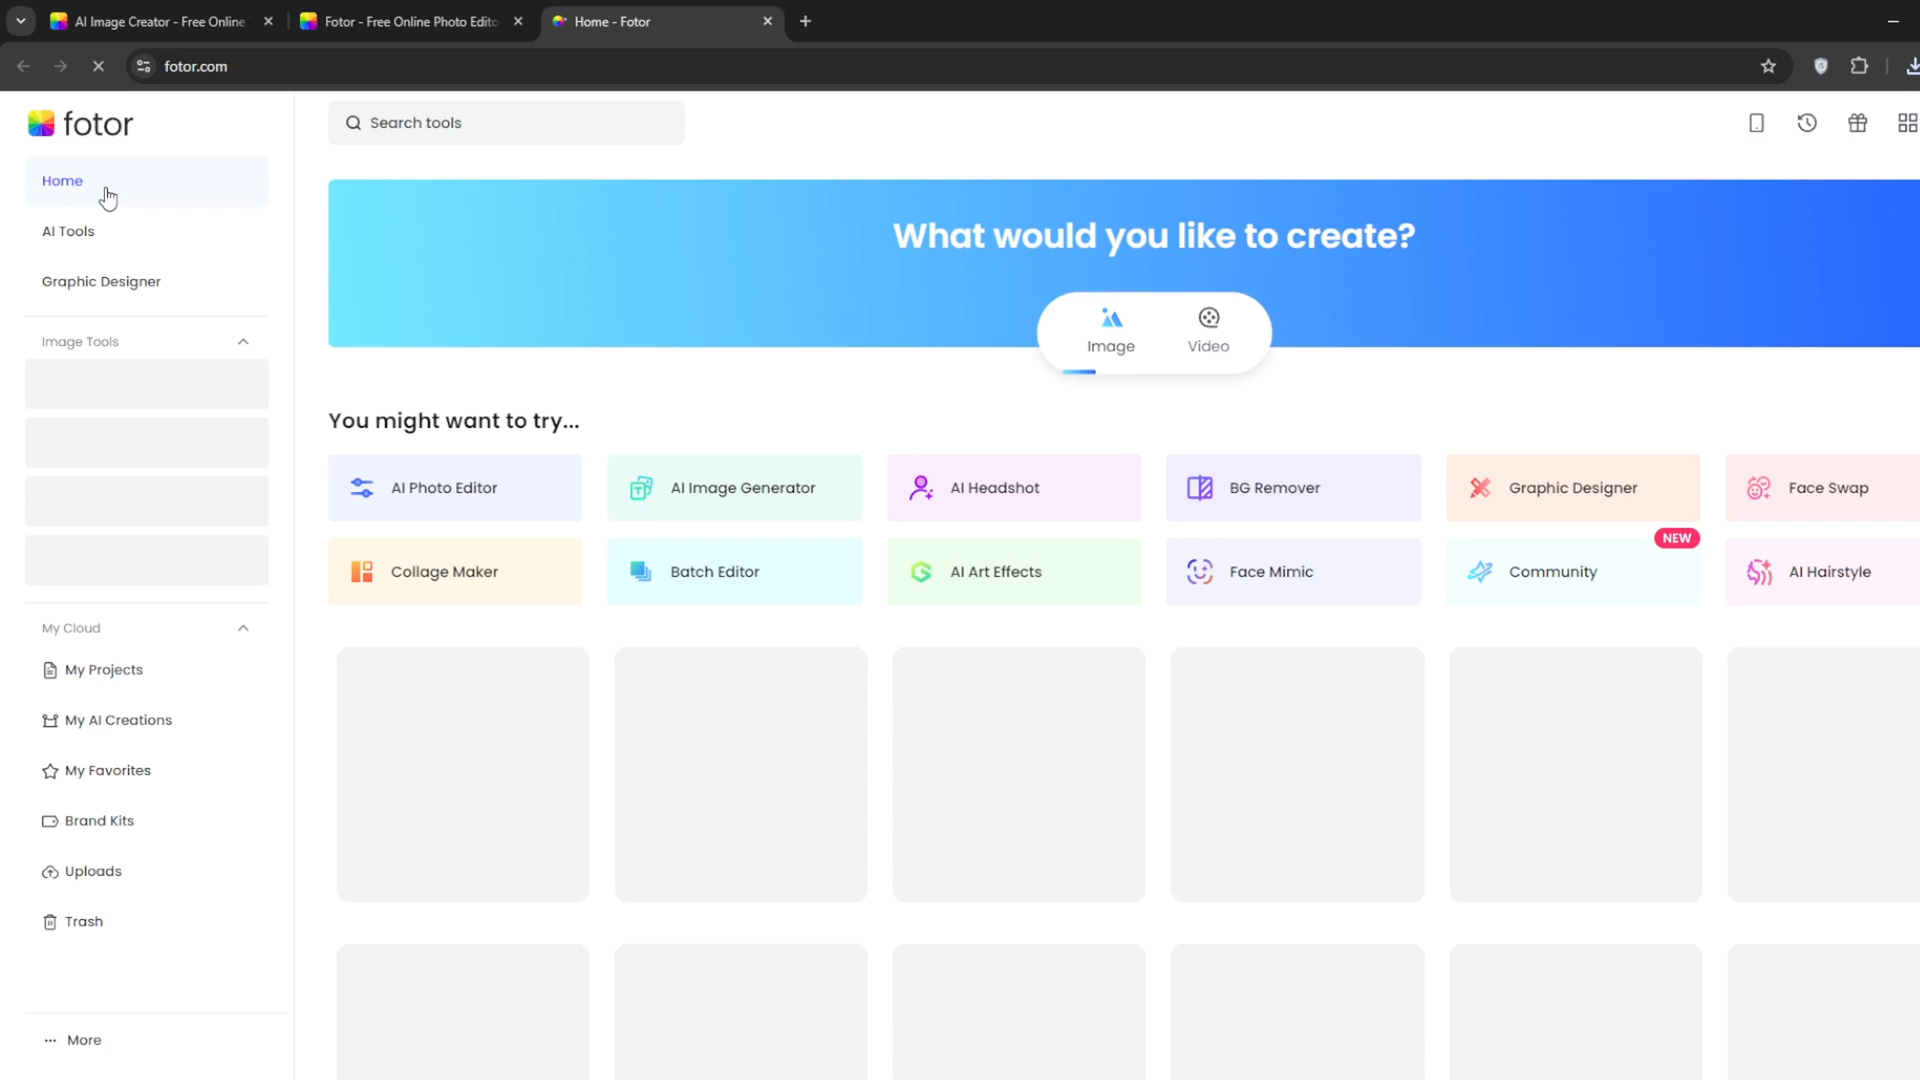 AI Image Creator - Free Online
Fotor - Free Online Photo Edito
Home - Fotor
fotor.com
fotor
Search tools
Home
AI Tools
Graphic Designer
Image Tools
My Cloud
My Projects
My AI Creations
My Favorites
Brand Kits
Uploads
Trash
More
What would you like to create?
Image
Video
You might want to try...
AI Photo Editor
AI Image Generator
AI Headshot
BG Remover
Graphic Designer
Face Swap
NEW
Collage Maker
Batch Editor
AI Art Effects
Face Mimic
Community
AI Hairstyle